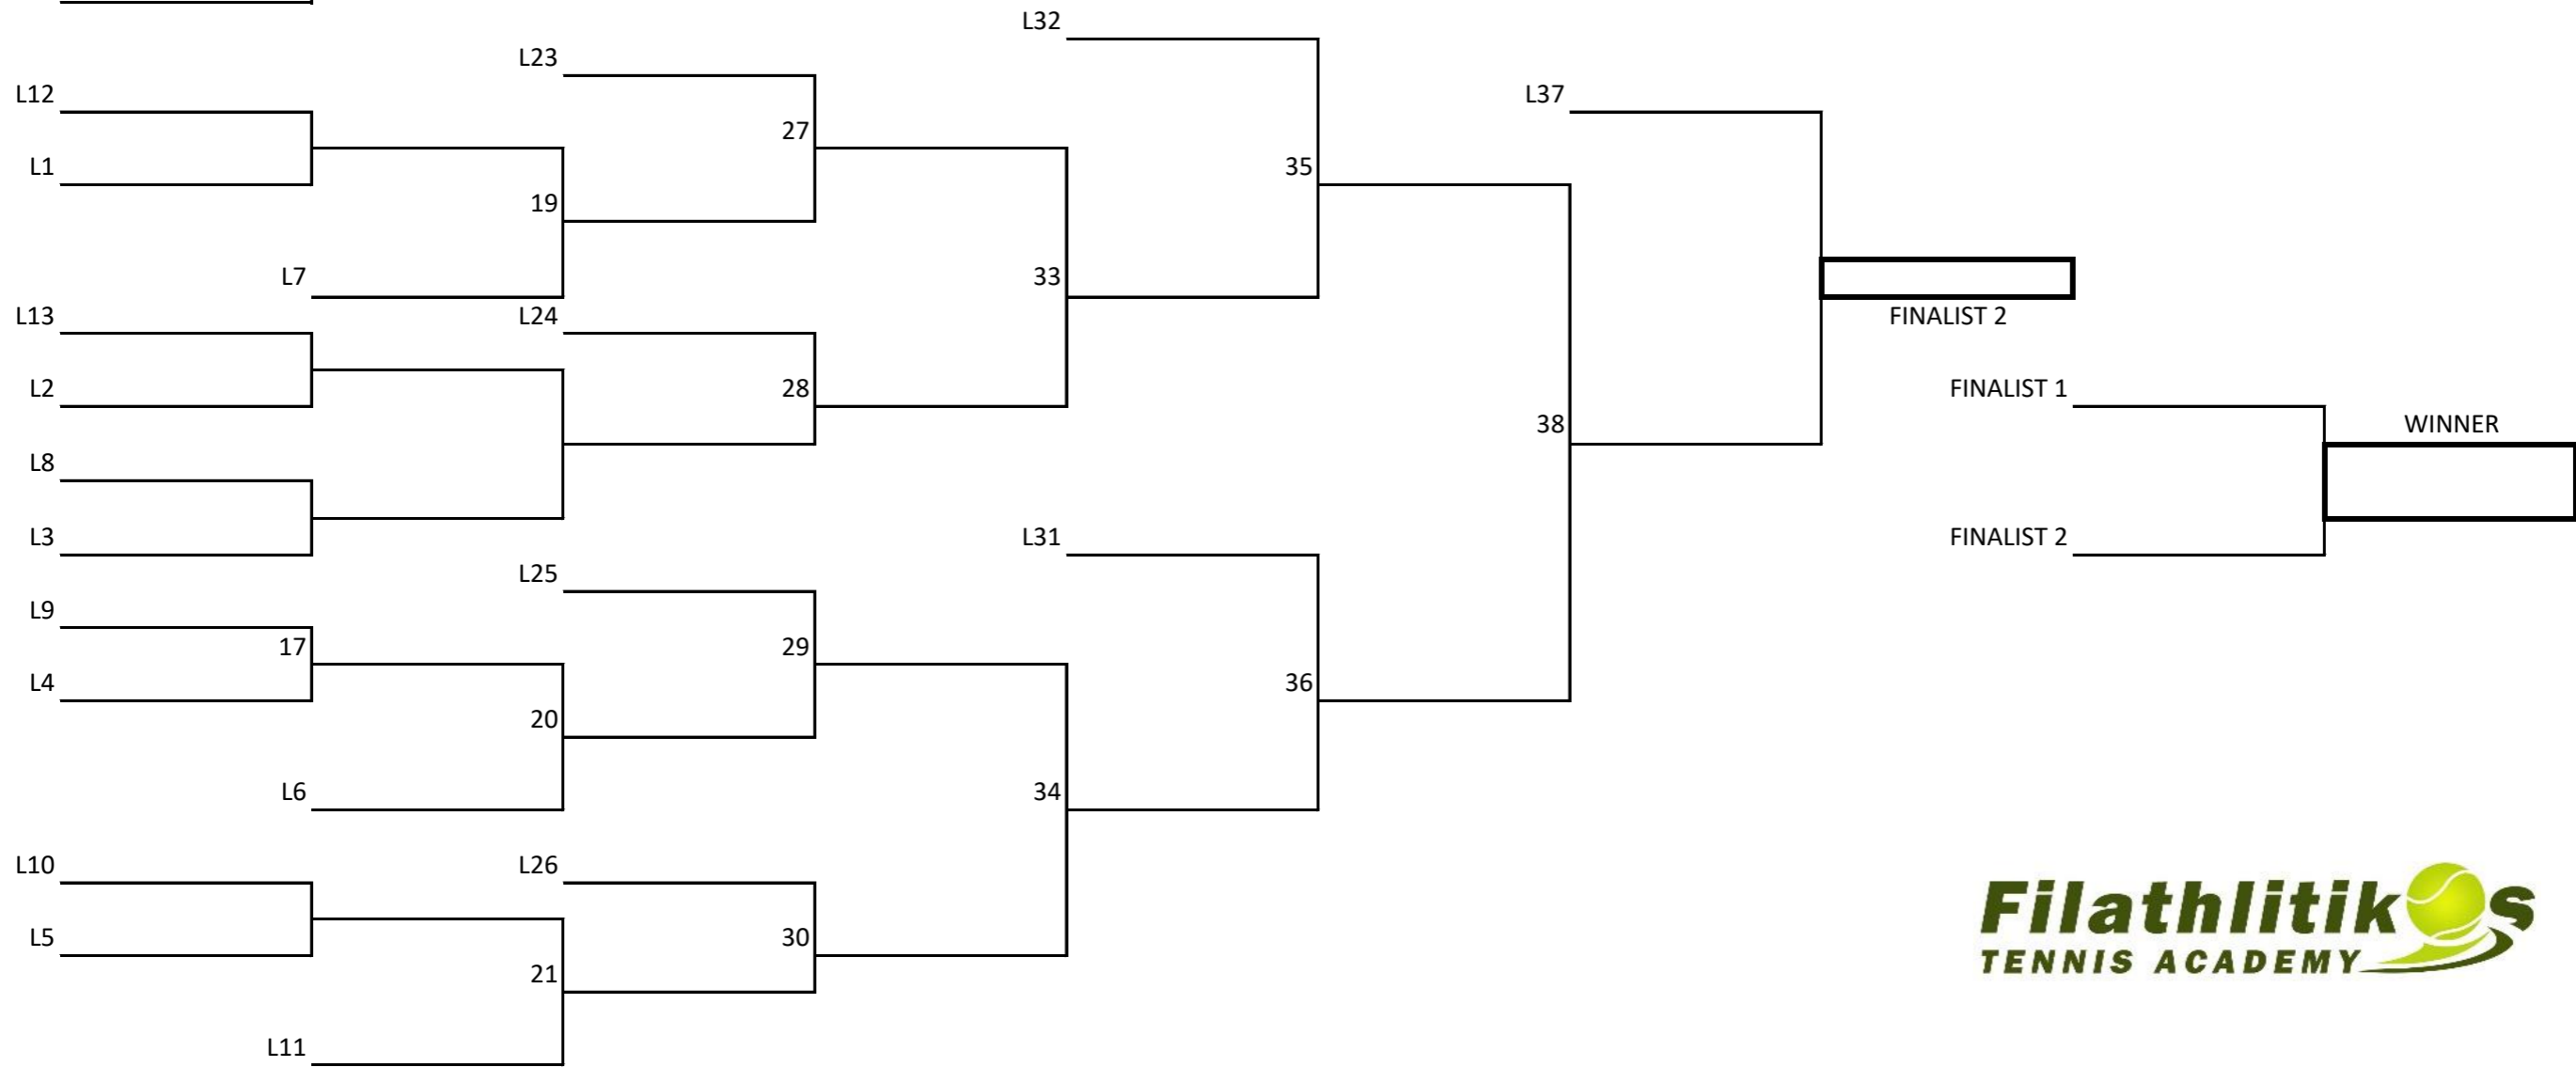 L32
L23
L12
L37
27
L1
35
19
L7
33
L13
L24
FINALIST 2
L2
28
FINALIST 1
38
WINNER
L8
L3
L31
FINALIST 2
L25
L9
17
29
L4
36
20
L6
34
L10
L26
L5
30
21
L11
Filathlitikos
TENNIS ACADEMY